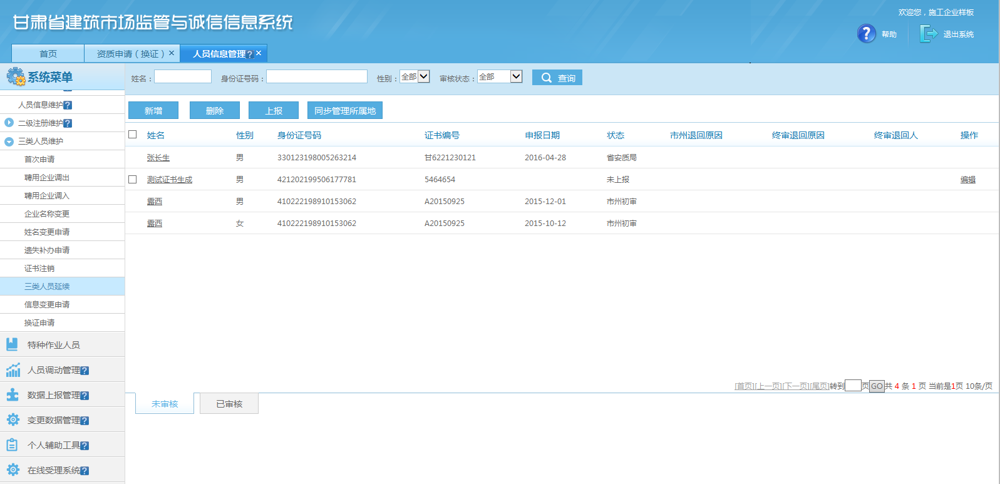 甘肃省建筑市场监管与诚信信息系统
欢迎您，施工企业样板
帮助
退出系统
首页
资质申请（换证）
人员信息管理
系统菜单
姓名：
身份证号码：
性别：
全部
审核状态：
全部
查询
人员信息维护
二级注册维护
三类人员维护
首次申请
聘用企业调出
聘用企业调入
企业名称变更
姓名变更申请
遗失补办申请
证书注销
三类人员延续
信息变更申请
换证申请
特种作业人员
人员调动管理
数据上报管理
变更数据管理
个人辅助工具
在线受理系统
新增 删除 上报 同步管理所属地
姓名 性别 身份证号码 证书编号 申报日期 状态 市州退回原因 终审退回原因 终审退回人 操作
张长生 男 330123198005263214 甘6221230121 2016-04-28 省安质局
测试证书生成 男 421202199506177781 5464654 未上报 编辑
露西 男 410222198910153062 A20150925 2015-12-01 市州初审
露西 女 410222198910153062 A20150925 2015-10-12 市州初审
[首页][上一页][下一页][尾页]转到 页 GO 共 4 条 1 页 当前是1页 10条/页
未审核 已审核